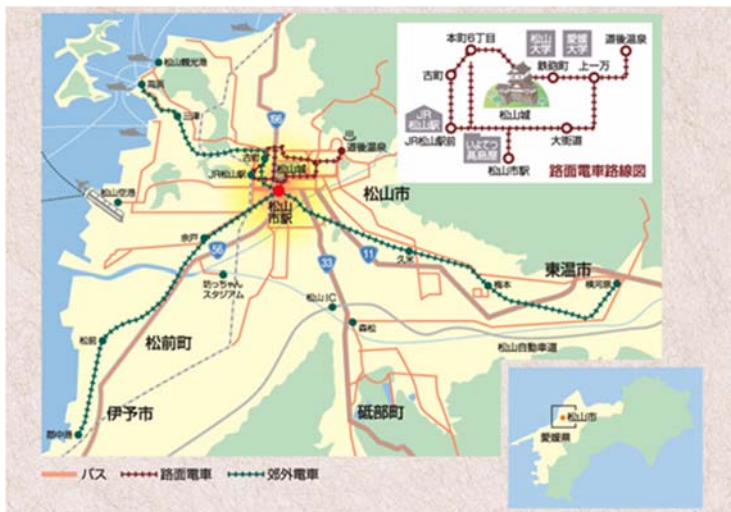 本町6丁目
松山
大学
愛媛
大学
道後温泉
古町
鉄砲町
上一万
松山城
JR
松山駅
JR松山駅前
いよてつ
髙島屋
大街道
松山市駅
路面電車路線図
松山観光港
高浜
三津
196
古町
松山城
道後温泉
JR松山駅
松山空港
松山
市駅
松山市
余戸
56
坊っちゃん
スタジアム
33
11
久米
東温市
梅本
横河原
松山IC
森松
松前
松前町
松山自動車道
伊予市
砥部町
郡中港
松山市
愛媛県
バス
路面電車
郊外電車